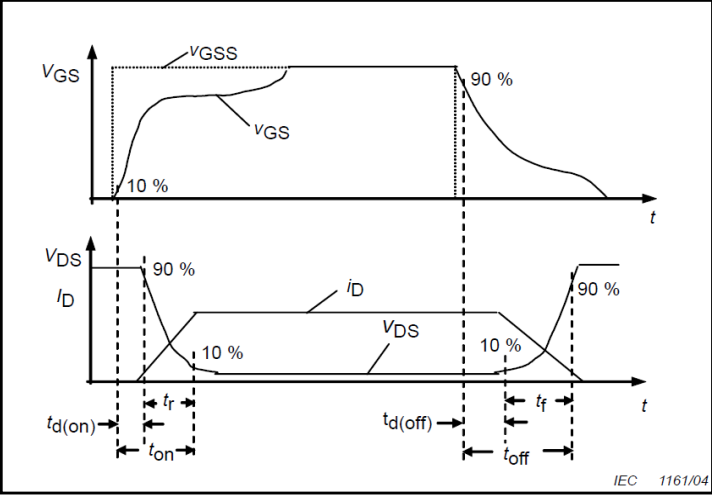 vGSS
VGS
90 %
vGS
10 %
t
VDS
90 %
iD
90 %
ID
VDS
10 %
10 %
tr
tf
t
td(on)
td(off)
ton
toff
IEC 1161/04